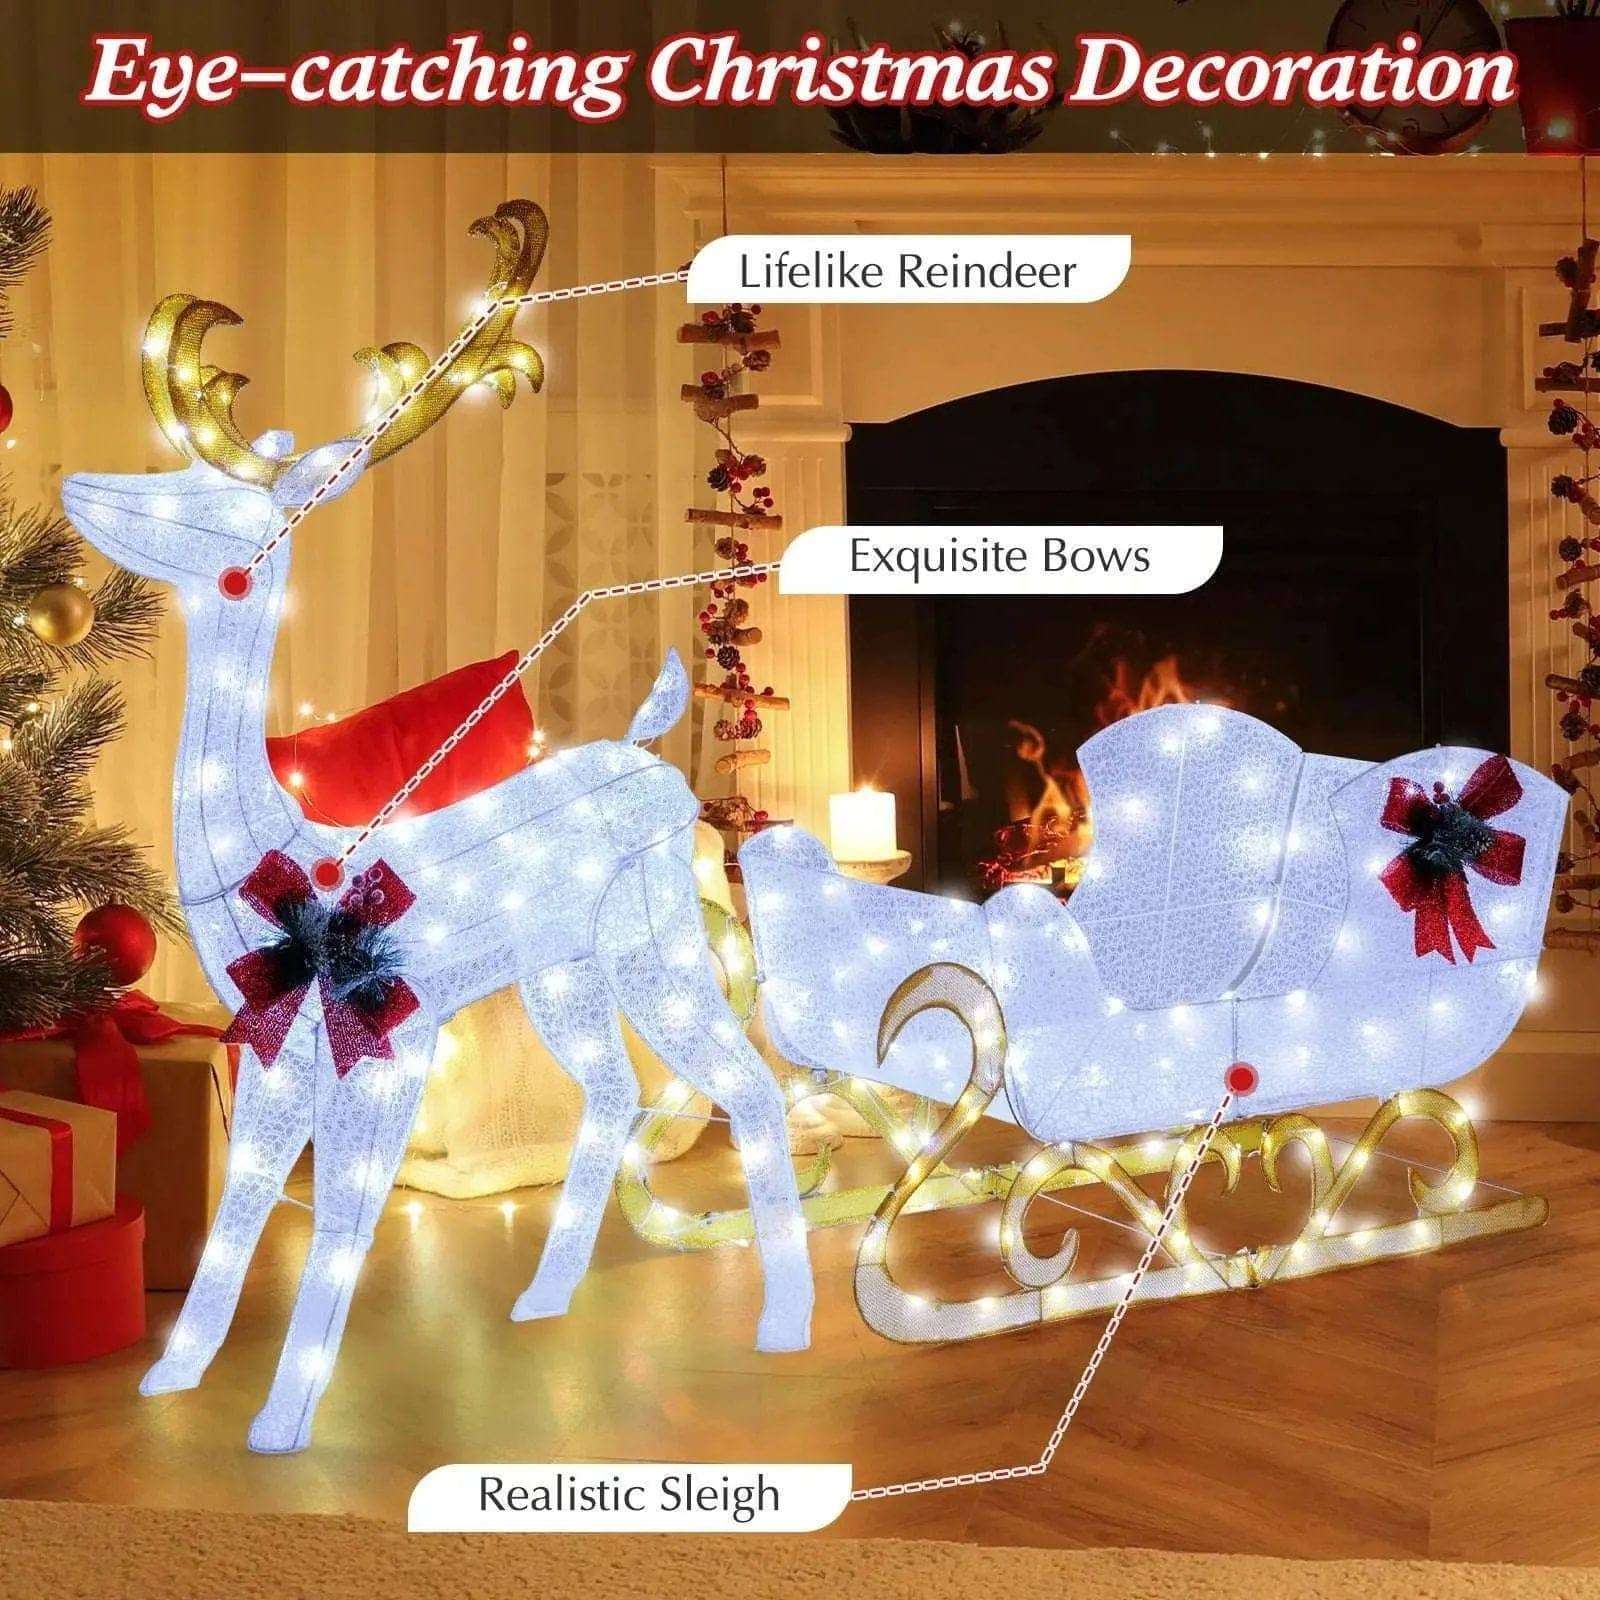 Eye-catching Christmas Decoration
Lifelike Reindeer
Exquisite Bows
Realistic Sleigh